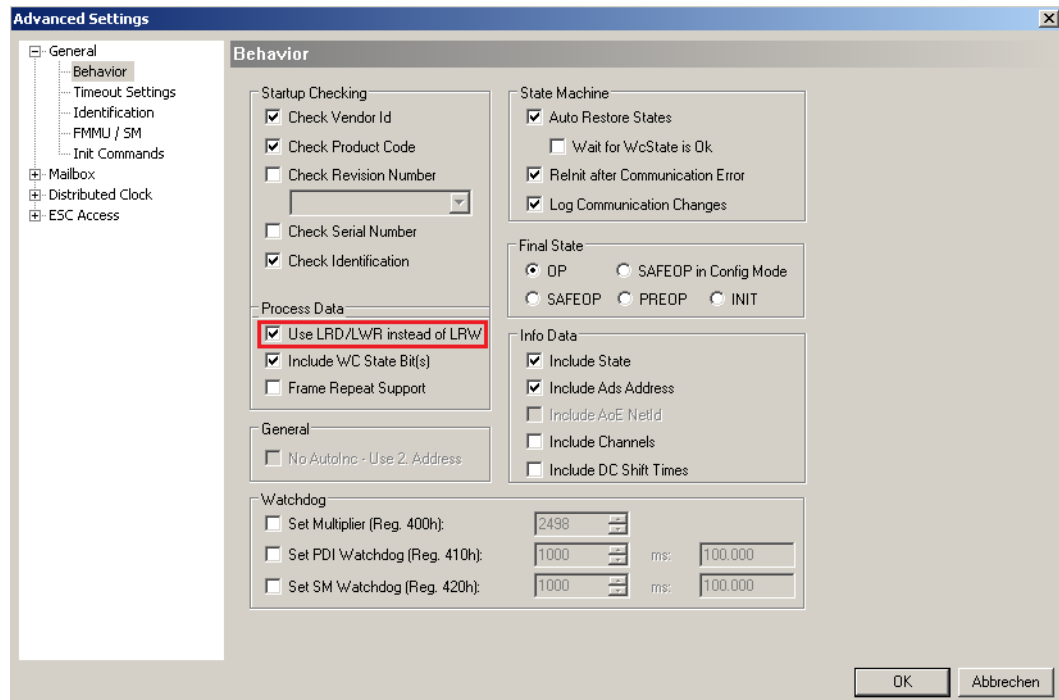 Advanced Settings
General
Behavior
Timeout Settings
Identification
FMMU / SM
Init Commands
Mailbox
Distributed Clock
ESC Access
Behavior
Startup Checking
Check Vendor Id
Check Product Code
Check Revision Number
Check Serial Number
Check Identification
Process Data
Use LRD/LWR instead of LRW
Include WC State Bit(s)
Frame Repeat Support
General
No AutoInc - Use 2. Address
State Machine
Auto Restore States
Wait for WcState is Ok
ReInit after Communication Error
Log Communication Changes
Final State
OP SAFEOP in Config Mode
SAFEOP PREOP INIT
Info Data
Include State
Include Ads Address
Include AoE NetId
Include Channels
Include DC Shift Times
Watchdog
Set Multiplier (Reg. 400h): 2498
Set PDI Watchdog (Reg. 410h): 1000 ms: 100.000
Set SM Watchdog (Reg. 420h): 1000 ms: 100.000
OK Abbrechen